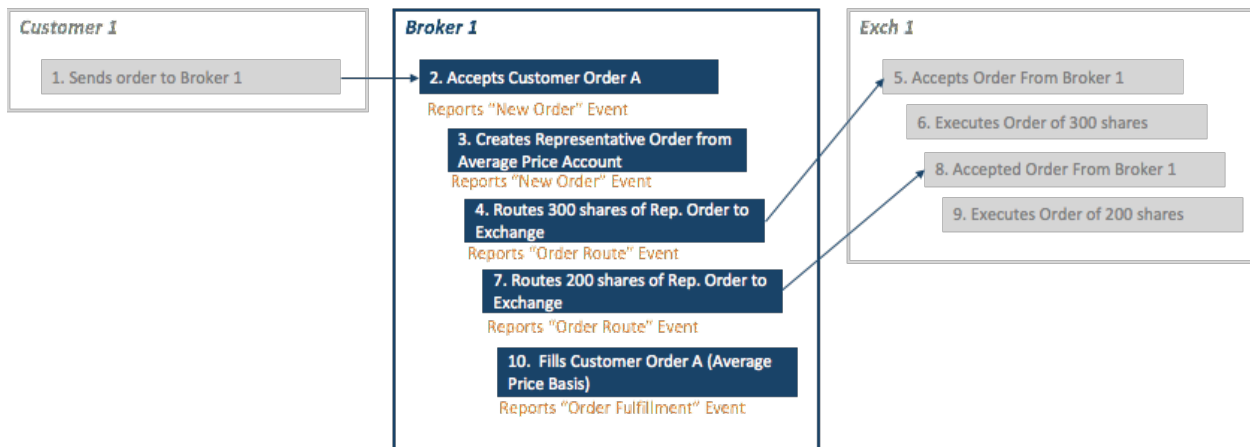 Customer 1
1. Sends order to Broker 1
Broker 1
2. Accepts Customer Order A
Reports "New Order" Event
3. Creates Representative Order from
Average Price Account
Reports "New Order" Event
4. Routes 300 shares of Rep. Order to
Exchange
Reports "Order Route" Event
7. Routes 200 shares of Rep. Order to
Exchange
Reports "Order Route" Event
10. Fills Customer Order A (Average
Price Basis)
Reports "Order Fulfillment" Event
Exch 1
5. Accepts Order From Broker 1
6. Executes Order of 300 shares
8. Accepted Order From Broker 1
9. Executes Order of 200 shares